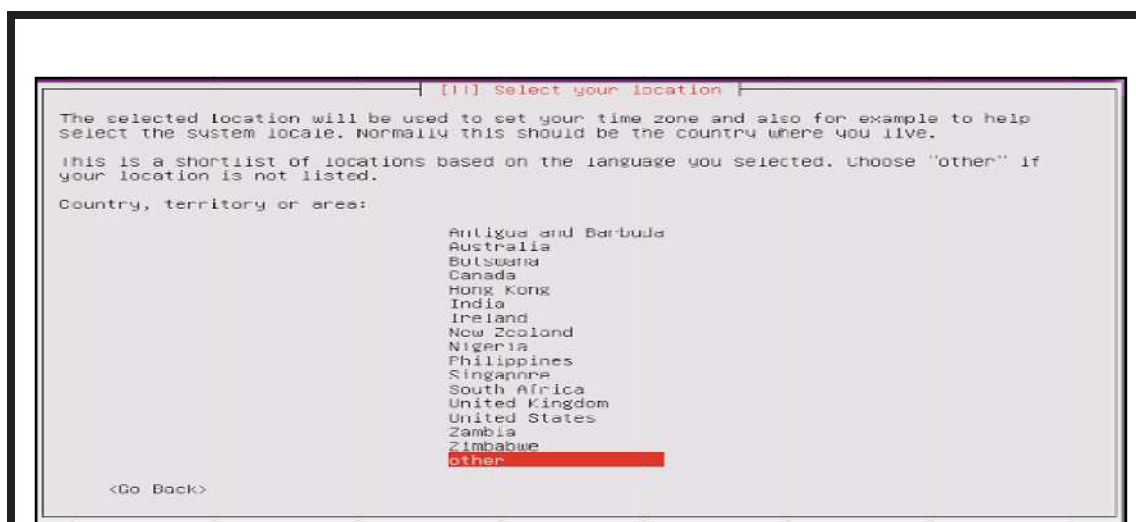 [!!] Select your location
The selected location will be used to set your time zone and also for example to help
select the system locale. Normally this should be the country where you live.
This is a shortlist of locations based on the language you selected. Choose "other" if
your location is not listed.
Country, territory or area:
Antigua and Barbuda
Australia
Botswana
Canada
Hong Kong
India
Ireland
New Zealand
Nigeria
Philippines
Singapore
South Africa
United Kingdom
United States
Zambia
Zimbabwe
other
<Go Back>